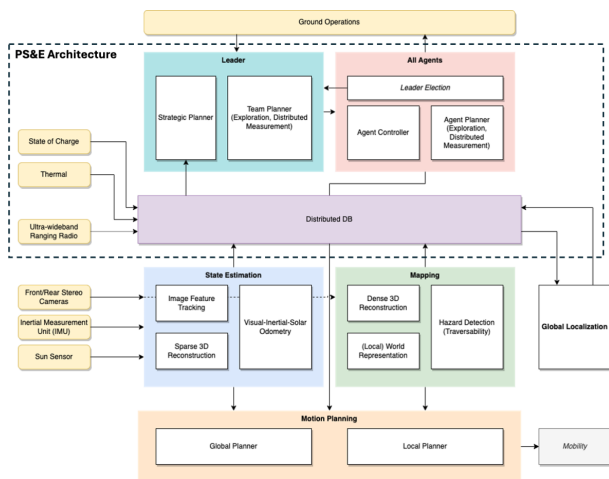 Ground Operations
PS&E Architecture
Leader
Strategic Planner
Team Planner
(Exploration, Distributed
Measurement)
All Agents
Leader Election
Agent Controller
Agent Planner
(Exploration,
Distributed
Measurement)
State of Charge
Thermal
Ultra-wideband
Ranging Radio
Distributed DB
Front/Rear Stereo
Cameras
Inertial Measurement
Unit (IMU)
Sun Sensor
State Estimation
Image Feature
Tracking
Sparse 3D
Reconstruction
Visual-Inertial-Solar
Odometry
Mapping
Dense 3D
Reconstruction
(Local) World
Representation
Hazard Detection
(Traversability)
Global Localization
Motion Planning
Global Planner
Local Planner
Mobility